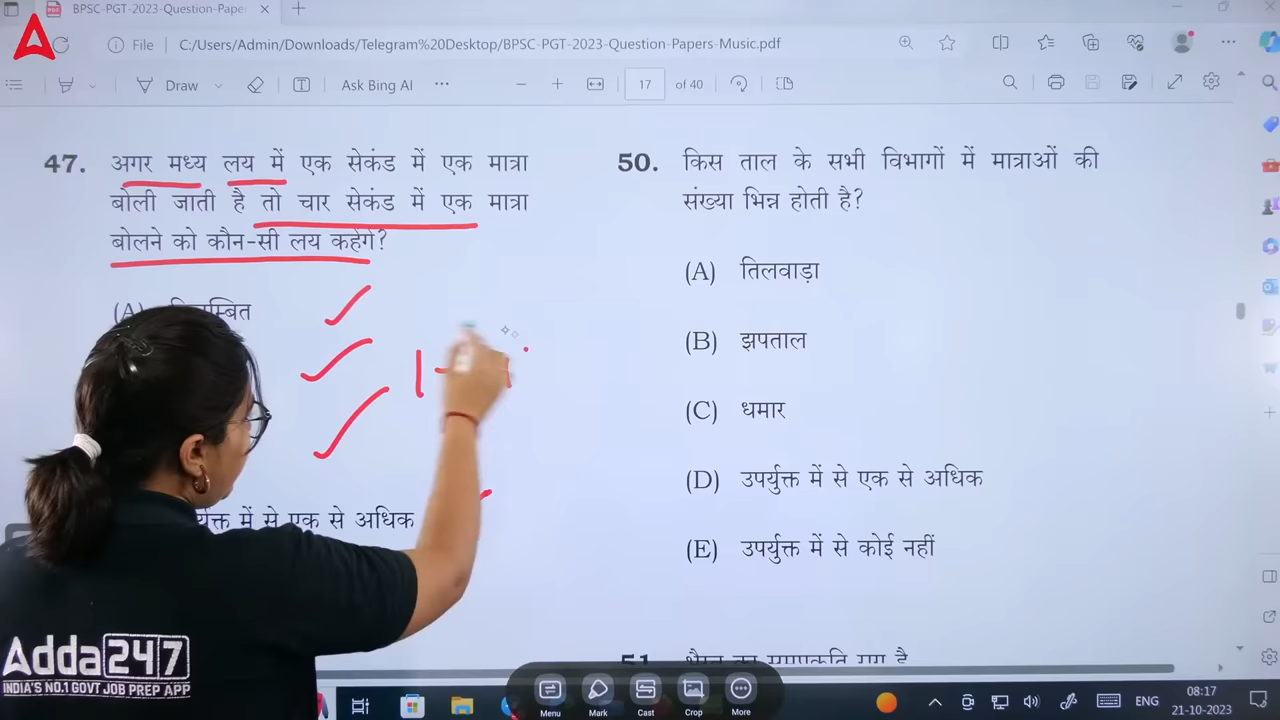 BPSC-PGT-2023-Question-Paper
File C:/Users/Admin/Downloads/Telegram%20Desktop/BPSC-PGT-2023-Question-Papers-Music.pdf
Draw
Ask Bing AI
17 of 40
47. अगर मध्य लय में एक सेकंड में एक मात्रा
बोली जाती है तो चार सेकंड में एक मात्रा
बोलने को कौन-सी लय कहेंगे?
(A)
में से एक से अधिक
50. किस ताल के सभी विभागों में मात्राओं की
संख्या भिन्न होती है?
(A) तिलवाड़ा
(B) झपताल
(C) धमार
(D) उपर्युक्त में से एक से अधिक
(E) उपर्युक्त में से कोई नहीं
51.
Adda247
INDIA'S NO.1 GOVT JOB PREP APP
Menu Mark Cast Crop More
ENG
08:17
21-10-2023